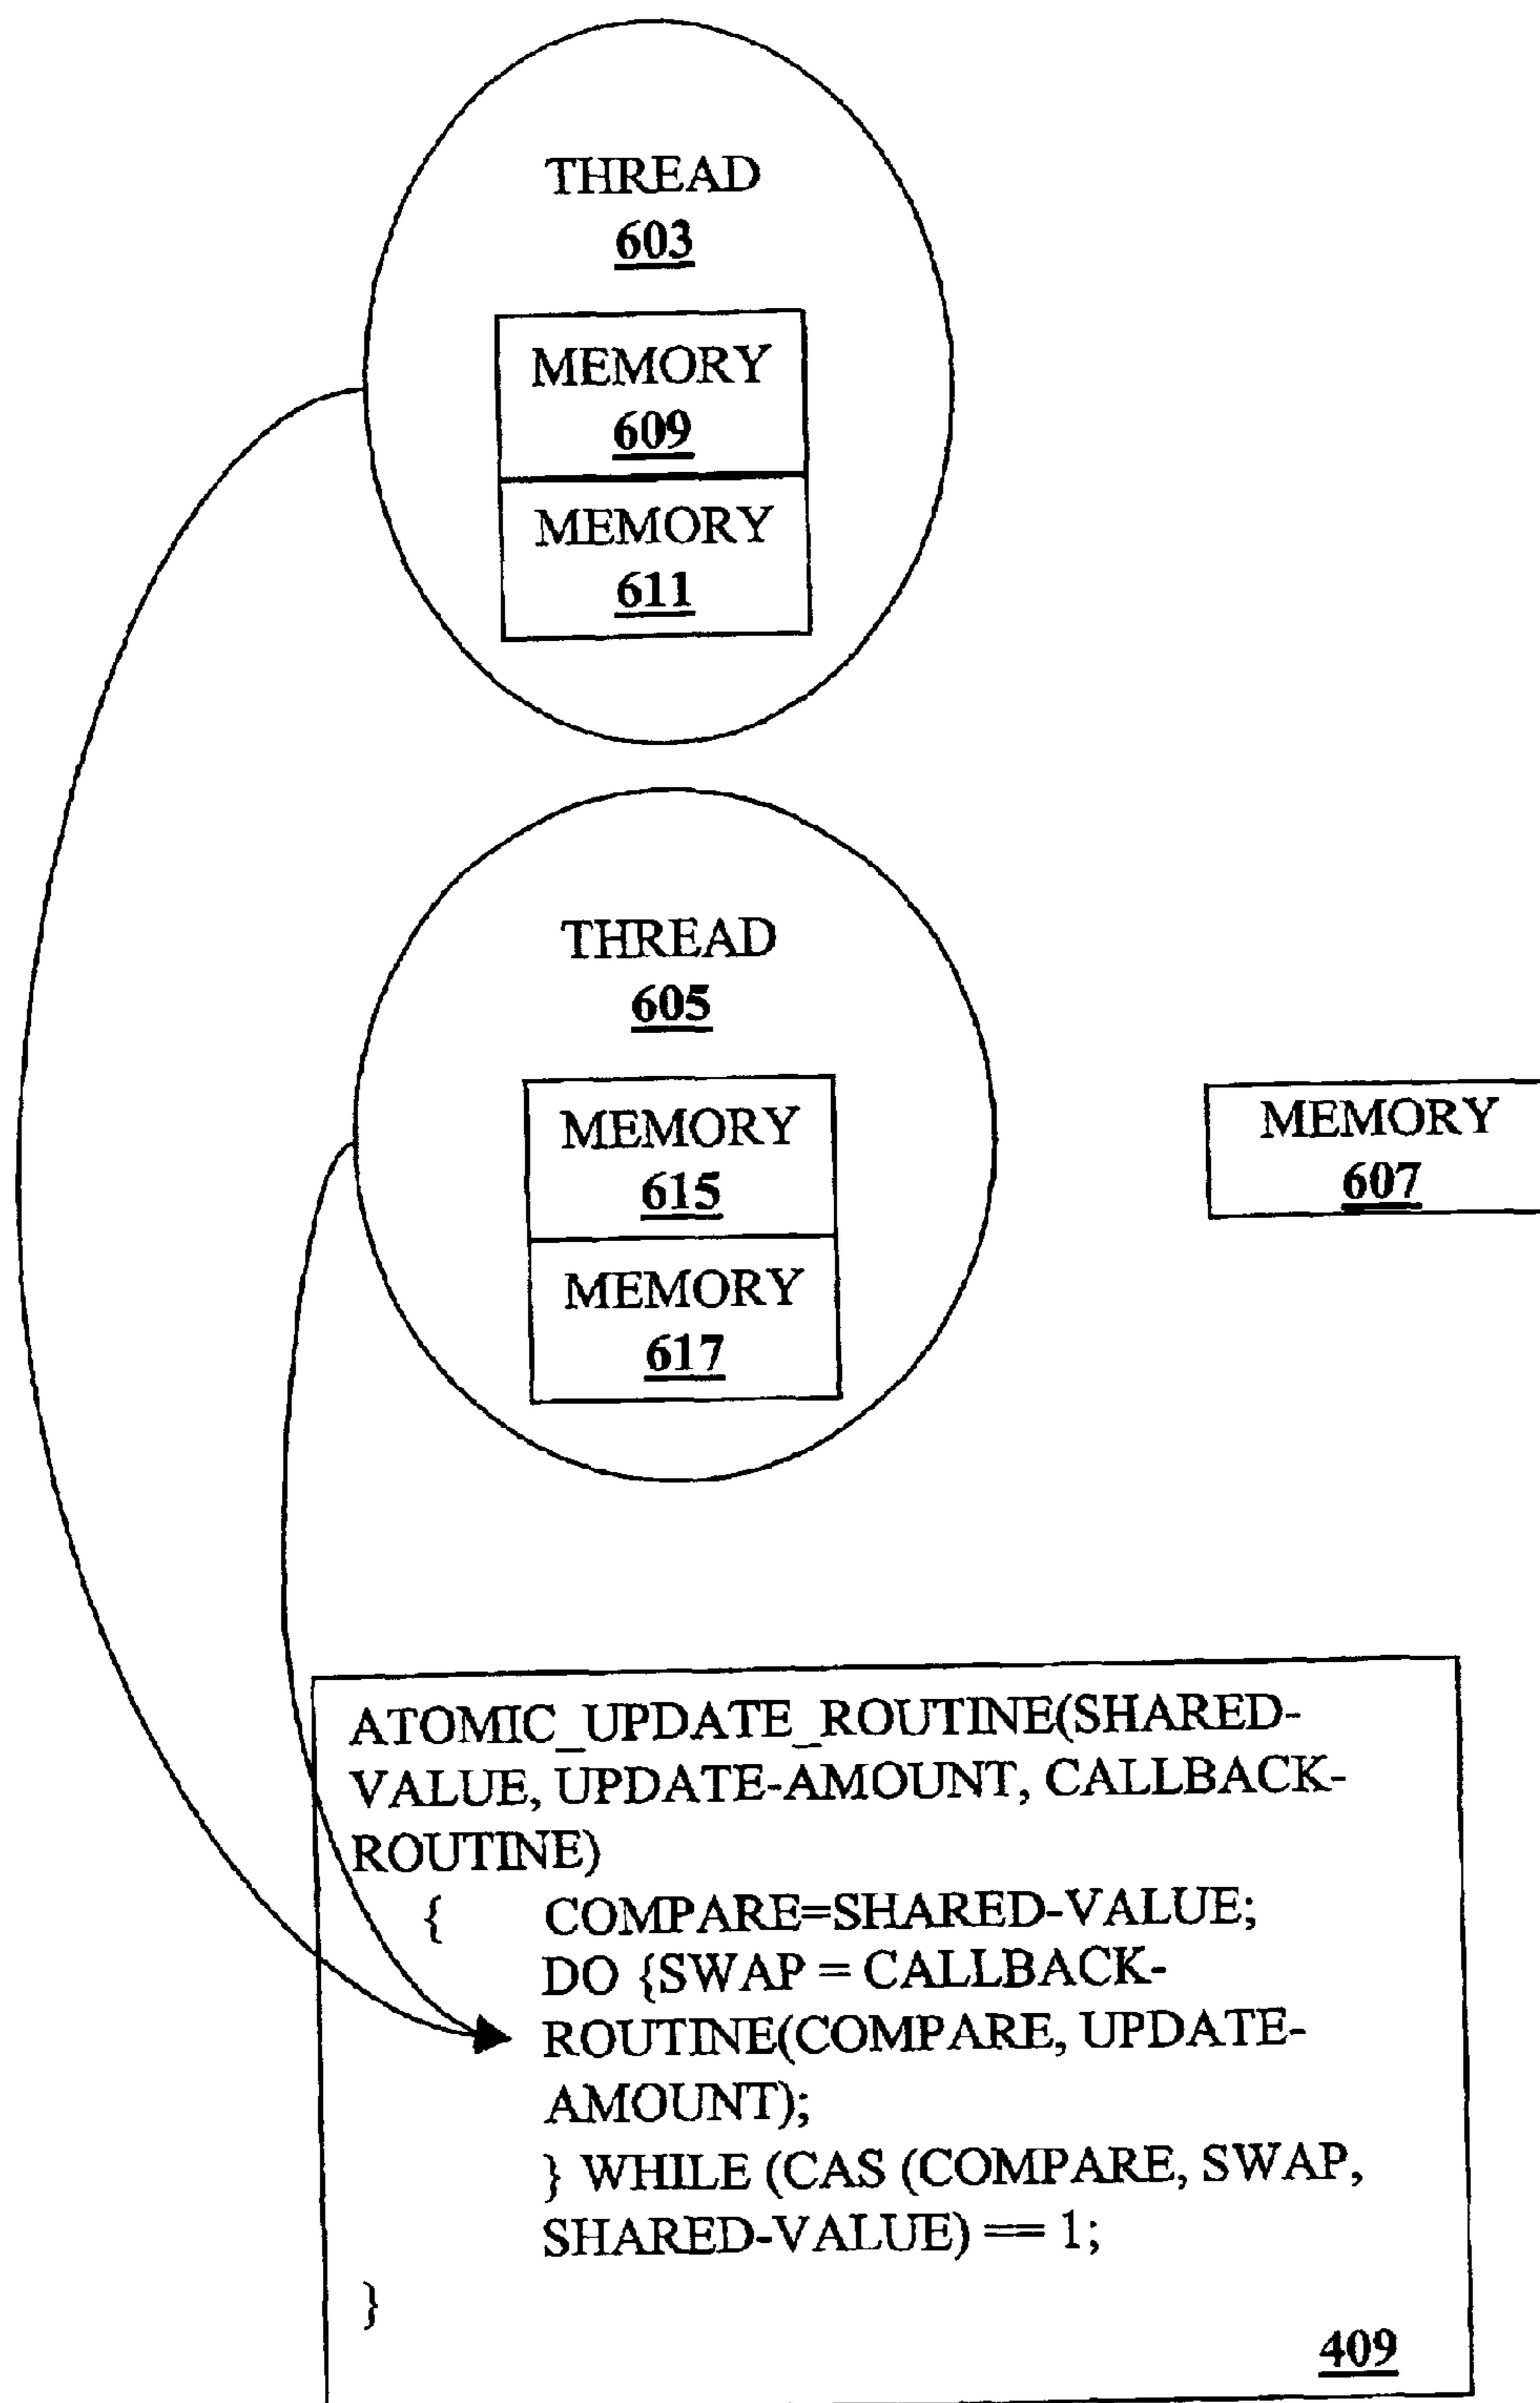 THREAD
603
MEMORY
609
MEMORY
611
THREAD
605
MEMORY
615
MEMORY
617
MEMORY
607
ATOMIC_UPDATE_ROUTINE(SHARED-
VALUE, UPDATE-AMOUNT, CALLBACK-
ROUTINE)
{ COMPARE=SHARED-VALUE;
DO {SWAP = CALLBACK-
ROUTINE(COMPARE, UPDATE-
AMOUNT);
} WHILE (CAS (COMPARE, SWAP,
SHARED-VALUE) == 1;
}
409